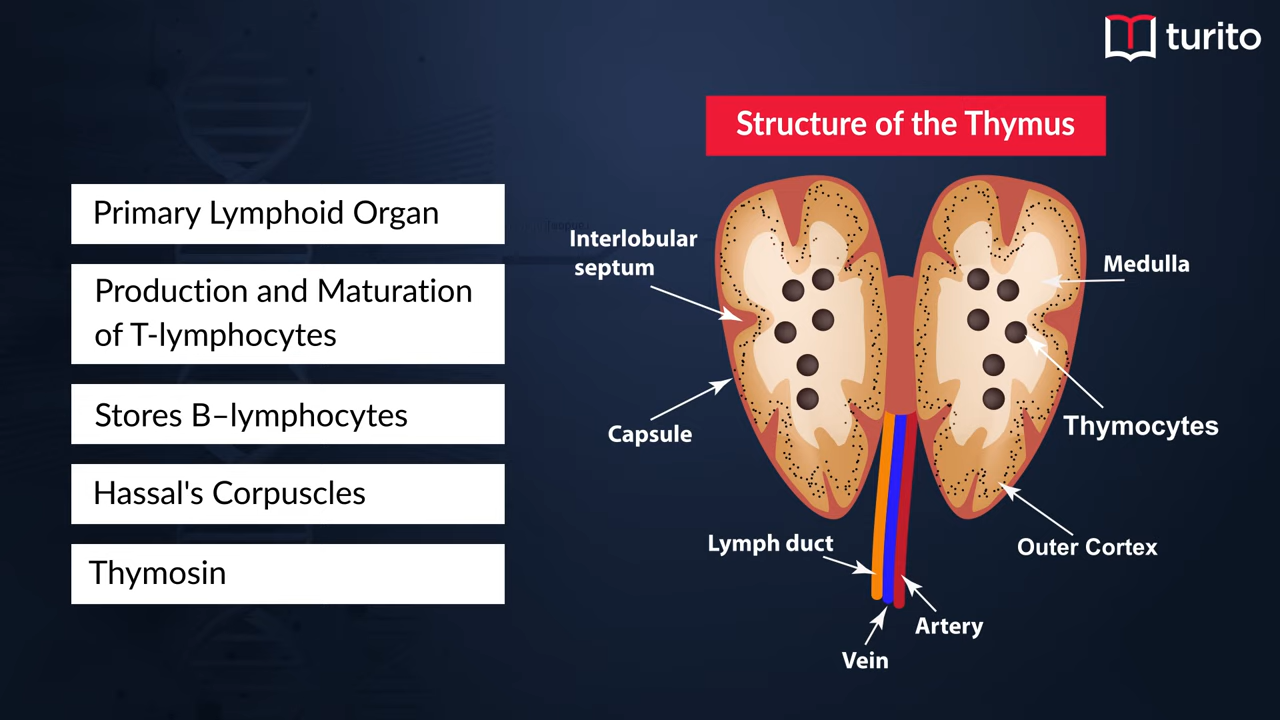 turito
Structure of the Thymus
Primary Lymphoid Organ
Production and Maturation
of T-lymphocytes
Stores B–lymphocytes
Hassal's Corpuscles
Thymosin
Interlobular
septum
Medulla
Capsule
Thymocytes
Lymph duct
Outer Cortex
Artery
Vein